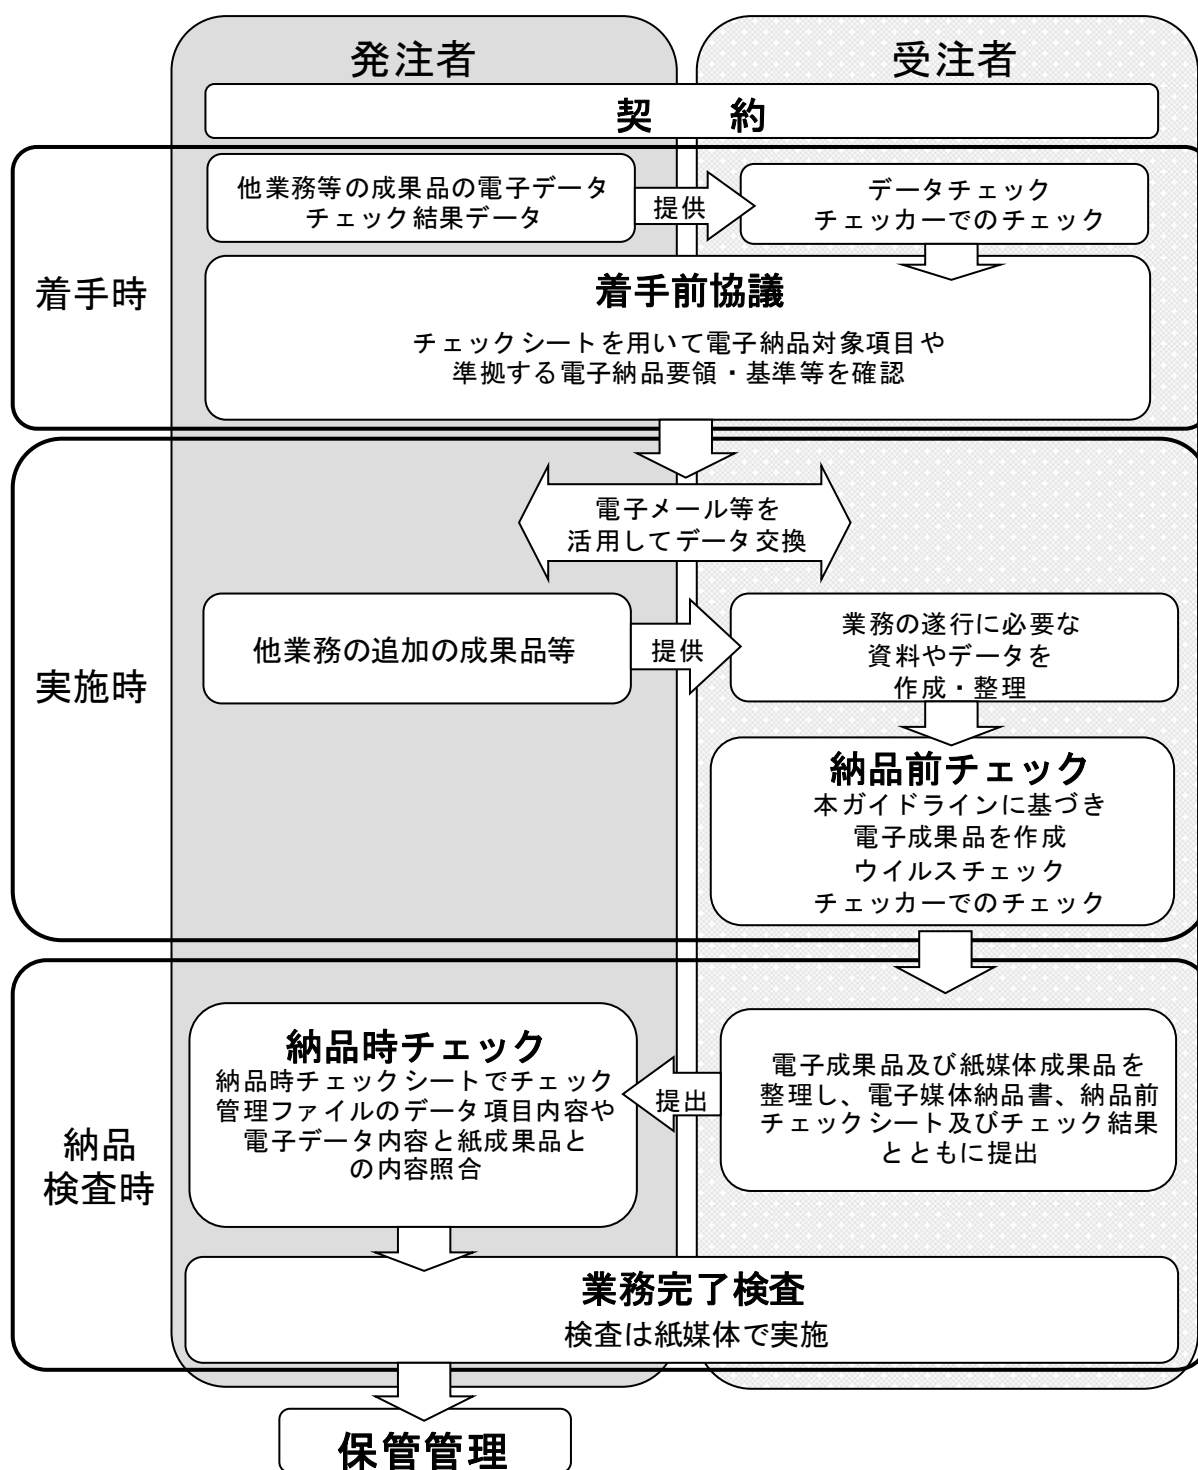 発注者
受注者
契　約
着手時
他業務等の成果品の電子データ
チェック結果データ
提供
データチェック
チェッカーでのチェック
着手前協議
チェックシートを用いて電子納品対象項目や
準拠する電子納品要領・基準等を確認
実施時
電子メール等を
活用してデータ交換
他業務の追加の成果品等
提供
業務の遂行に必要な
資料やデータを
作成・整理
納品前チェック
本ガイドラインに基づき
電子成果品を作成
ウイルスチェック
チェッカーでのチェック
納品
検査時
納品時チェック
納品時チェックシートでチェック
管理ファイルのデータ項目内容や
電子データ内容と紙成果品と
の内容照合
提出
電子成果品及び紙媒体成果品を
整理し、電子媒体納品書、納品前
チェックシート及びチェック結果
とともに提出
業務完了検査
検査は紙媒体で実施
保管管理